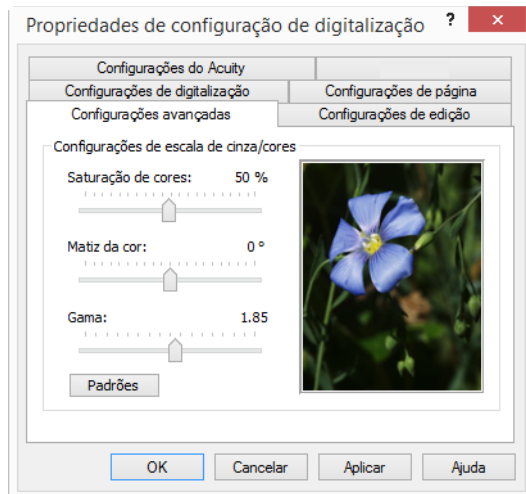 Propriedades de configuração de digitalização ? ×
Configurações do Acuity
Configurações de digitalização Configurações de página
Configurações avançadas Configurações de edição
Configurações de escala de cinza/cores
Saturação de cores: 50 %
Matiz da cor: 0 °
Gama: 1.85
Padrões
OK Cancelar Aplicar Ajuda